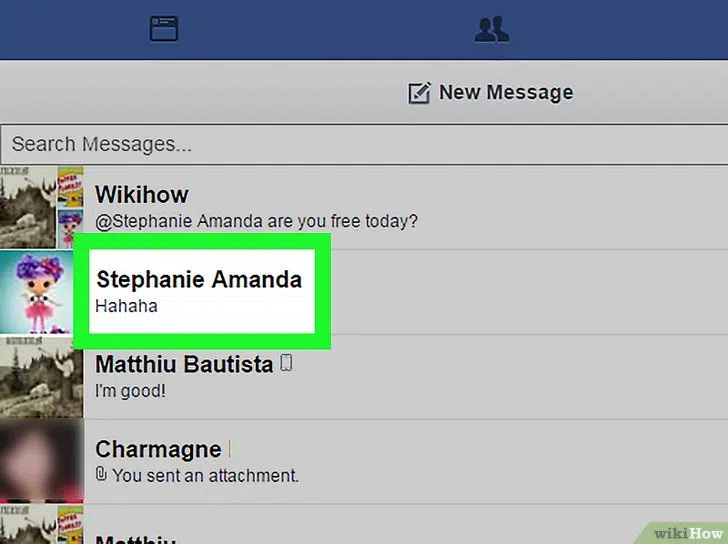 New Message
Search Messages...
Wikihow
@Stephanie Amanda are you free today?
Stephanie Amanda
Hahaha
Matthiu Bautista
I'm good!
Charmagne
You sent an attachment.
Matthiu
wikiHow